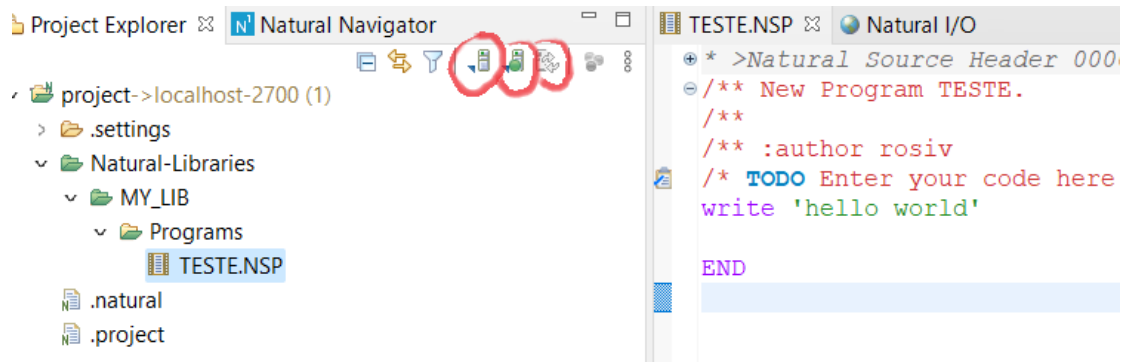 Project Explorer
Natural Navigator
project->localhost-2700 (1)
.settings
Natural-Libraries
MY_LIB
Programs
TESTE.NSP
.natural
.project
TESTE.NSP
Natural I/O
* >Natural Source Header 000
/** New Program TESTE.
/**
/** :author rosiv
/* TODO Enter your code here
write 'hello world'
END